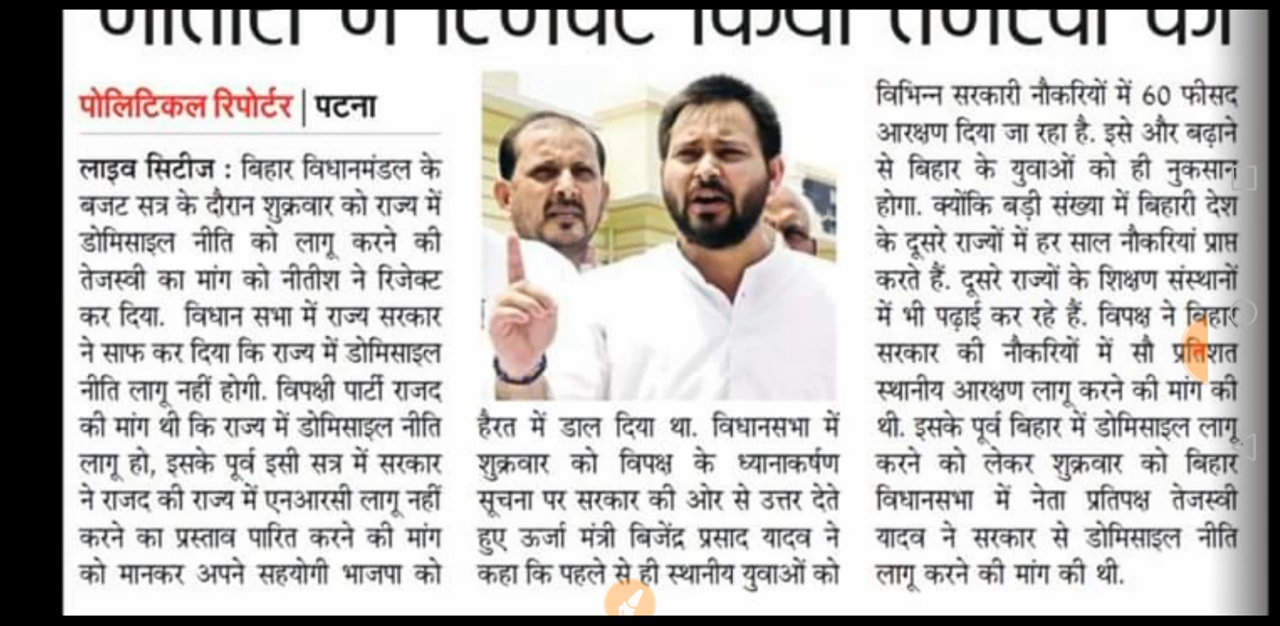 नीतीश ने रिजेक्ट किया तेजस्वी की
पोलिटिकल रिपोर्टर | पटना
लाइव सिटीज : बिहार विधानमंडल के
बजट सत्र के दौरान शुक्रवार को राज्य में
डोमिसाइल नीति को लागू करने की
तेजस्वी का मांग को नीतीश ने रिजेक्ट
कर दिया. विधान सभा में राज्य सरकार
ने साफ कर दिया कि राज्य में डोमिसाइल
नीति लागू नहीं होगी. विपक्षी पार्टी राजद
की मांग थी कि राज्य में डोमिसाइल नीति
लागू हो, इसके पूर्व इसी सत्र में सरकार
ने राजद की राज्य में एनआरसी लागू नहीं
करने का प्रस्ताव पारित करने की मांग
को मानकर अपने सहयोगी भाजपा को
हैरत में डाल दिया था. विधानसभा में
शुक्रवार को विपक्ष के ध्यानाकर्षण
सूचना पर सरकार की ओर से उत्तर देते
हुए ऊर्जा मंत्री बिजेंद्र प्रसाद यादव ने
कहा कि पहले से ही स्थानीय युवाओं को
विभिन्न सरकारी नौकरियों में 60 फीसद
आरक्षण दिया जा रहा है. इसे और बढ़ाने
से बिहार के युवाओं को ही नुकसान
होगा. क्योंकि बड़ी संख्या में बिहारी देश
के दूसरे राज्यों में हर साल नौकरियां प्राप्त
करते हैं. दूसरे राज्यों के शिक्षण संस्थानों
में भी पढ़ाई कर रहे हैं. विपक्ष ने बिहार
सरकार की नौकरियों में सौ प्रतिशत
स्थानीय आरक्षण लागू करने की मांग की
थी. इसके पूर्व बिहार में डोमिसाइल लागू
करने को लेकर शुक्रवार को बिहार
विधानसभा में नेता प्रतिपक्ष तेजस्वी
यादव ने सरकार से डोमिसाइल नीति
लागू करने की मांग की थी.